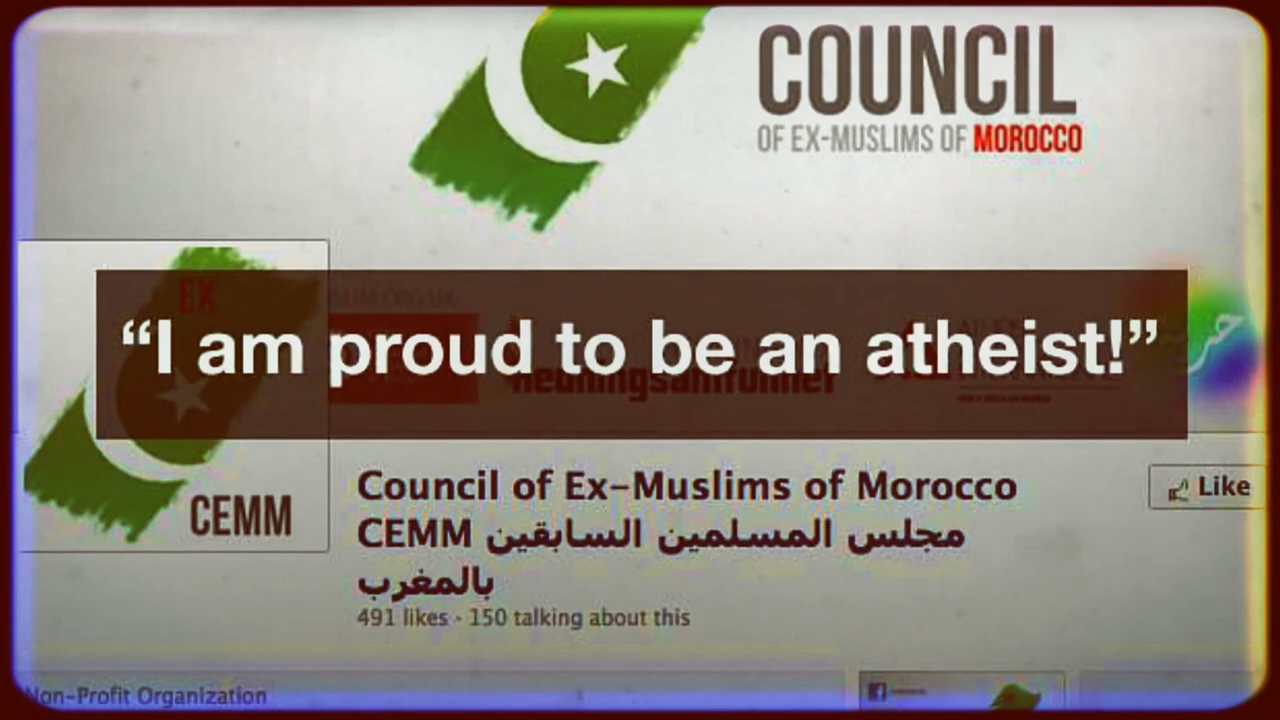 COUNCIL
OF EX-MUSLIMS OF MOROCCO
EX
“I am proud to be an atheist!”
CEMM
Council of Ex-Muslims of Morocco
CEMM مجلس المسلمين السابقين
بالمغرب
Like
491 likes · 150 talking about this
Non-Profit Organization